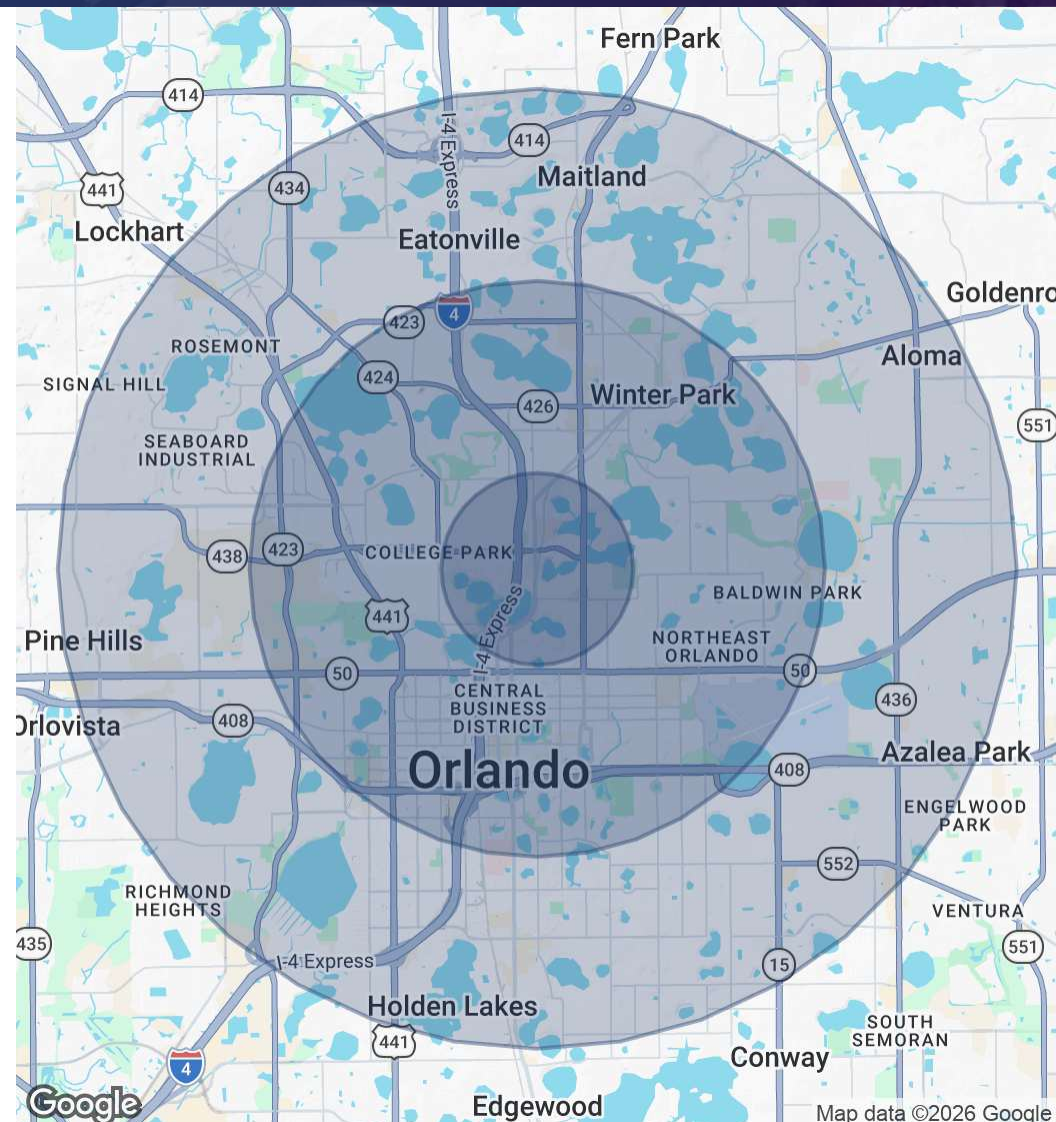 Fern Park
414
I-4 Express
414
441
434
Maitland
Lockhart
Eatonville
Goldenro
423
4
ROSEMONT
Aloma
424
SIGNAL HILL
Winter Park
426
551
SEABOARD
INDUSTRIAL
438
423
COLLEGE PARK
BALDWIN PARK
441
I-4 Express
Pine Hills
NORTHEAST
ORLANDO
50
50
CENTRAL
BUSINESS
DISTRICT
436
Orlovista
408
Orlando
408
Azalea Park
ENGELWOOD
PARK
552
RICHMOND
HEIGHTS
VENTURA
435
551
I-4 Express
15
Holden Lakes
441
SOUTH
SEMORAN
Conway
4
Google
Edgewood
Map data ©2026 Google